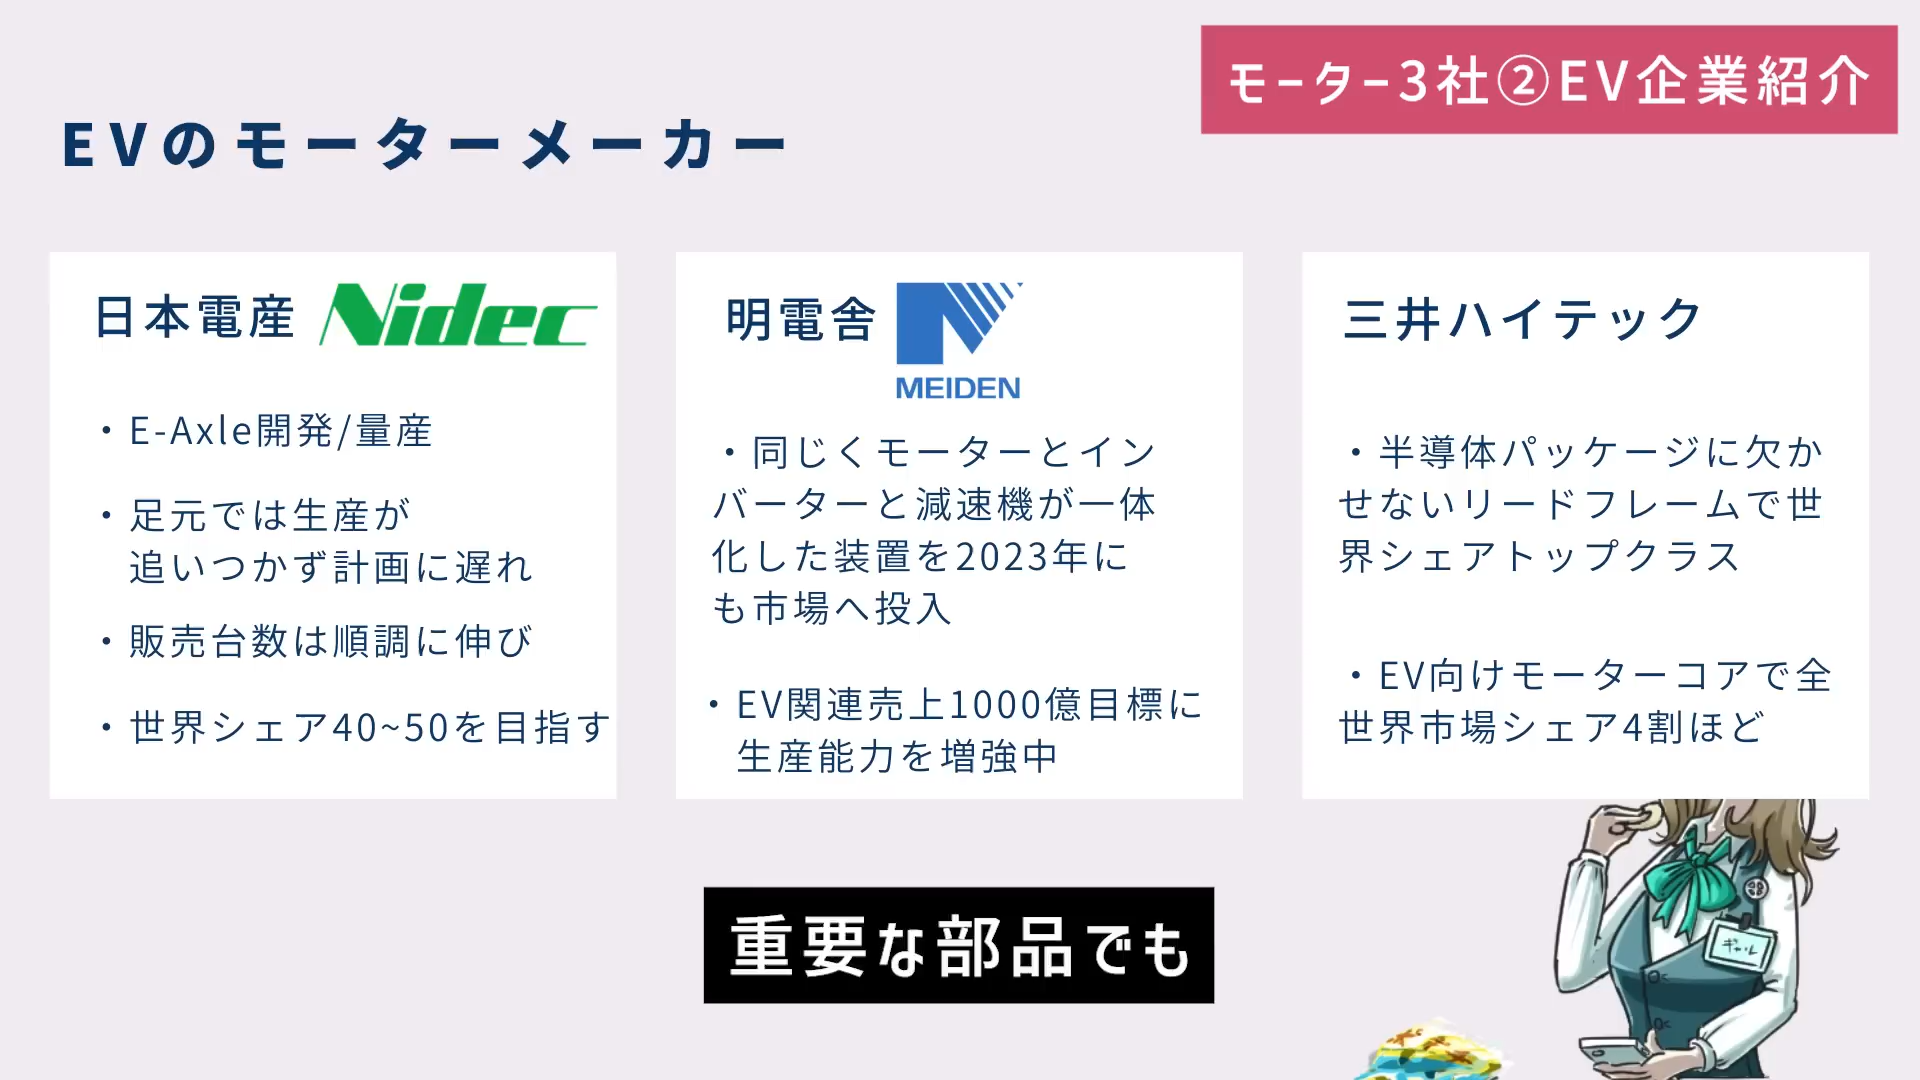 モーター3社②EV企業紹介
EVのモーターメーカー
日本電産 Nidec
・E-Axle開発/量産
・足元では生産が
追いつかず計画に遅れ
・販売台数は順調に伸び
・世界シェア40~50を目指す
明電舎
MEIDEN
・同じくモーターとイン
バーターと減速機が一体
化した装置を2023年に
も市場へ投入
・EV関連売上1000億目標に
生産能力を増強中
三井ハイテック
・半導体パッケージに欠か
せないリードフレームで世
界シェアトップクラス
・EV向けモーターコアで全
世界市場シェア4割ほど
重要な部品でも
ギャル